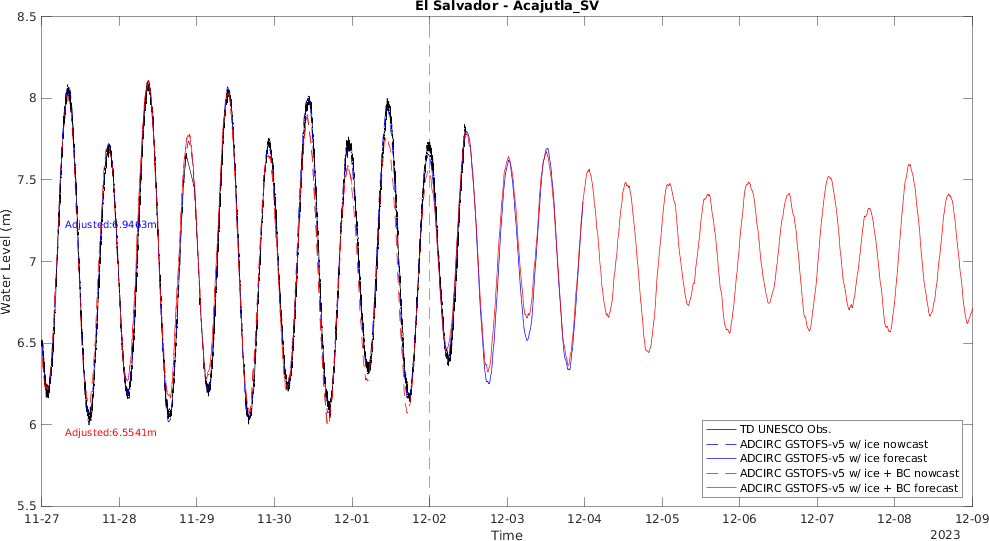 El Salvador - Acajutla_SV
Water Level (m)
8.5
8
7.5
7
6.5
6
5.5
Adjusted:6.9463m
Adjusted:6.5541m
TD UNESCO Obs.
ADCIRC GSTOFS-v5 w/ ice nowcast
ADCIRC GSTOFS-v5 w/ ice forecast
ADCIRC GSTOFS-v5 w/ ice + BC nowcast
ADCIRC GSTOFS-v5 w/ ice + BC forecast
11-27 11-28 11-29 11-30 12-01 12-02 12-03 12-04 12-05 12-06 12-07 12-08 12-09
Time
2023